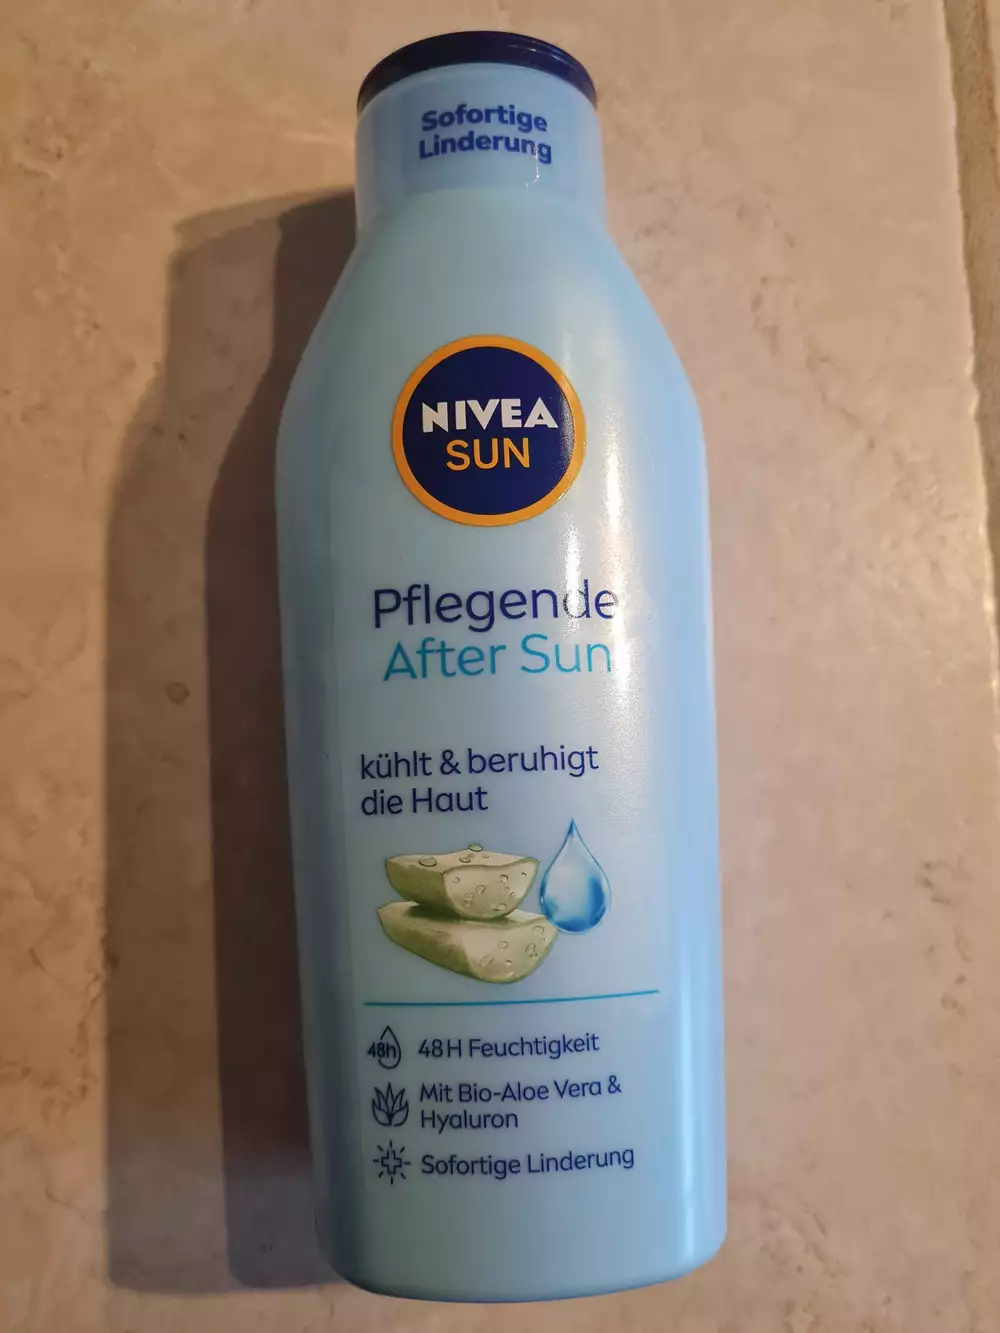 Sofortige
Linderung
NIVEA
SUN
Pflegende
After Sun
kühlt & beruhigt
die Haut
48h
48H Feuchtigkeit
Mit Bio-Aloe Vera &
Hyaluron
Sofortige Linderung